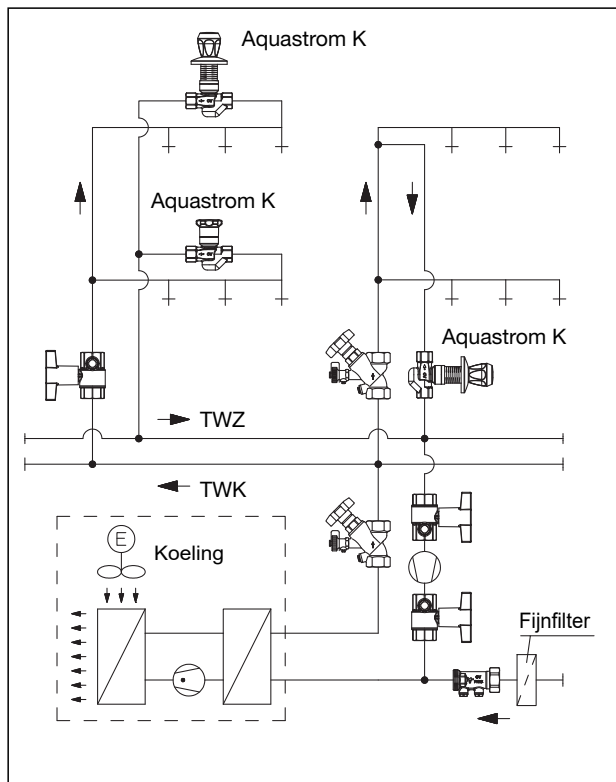 Aquastrom K
Aquastrom K
Aquastrom K
TWZ
TWK
E
Koeling
Fijnfilter